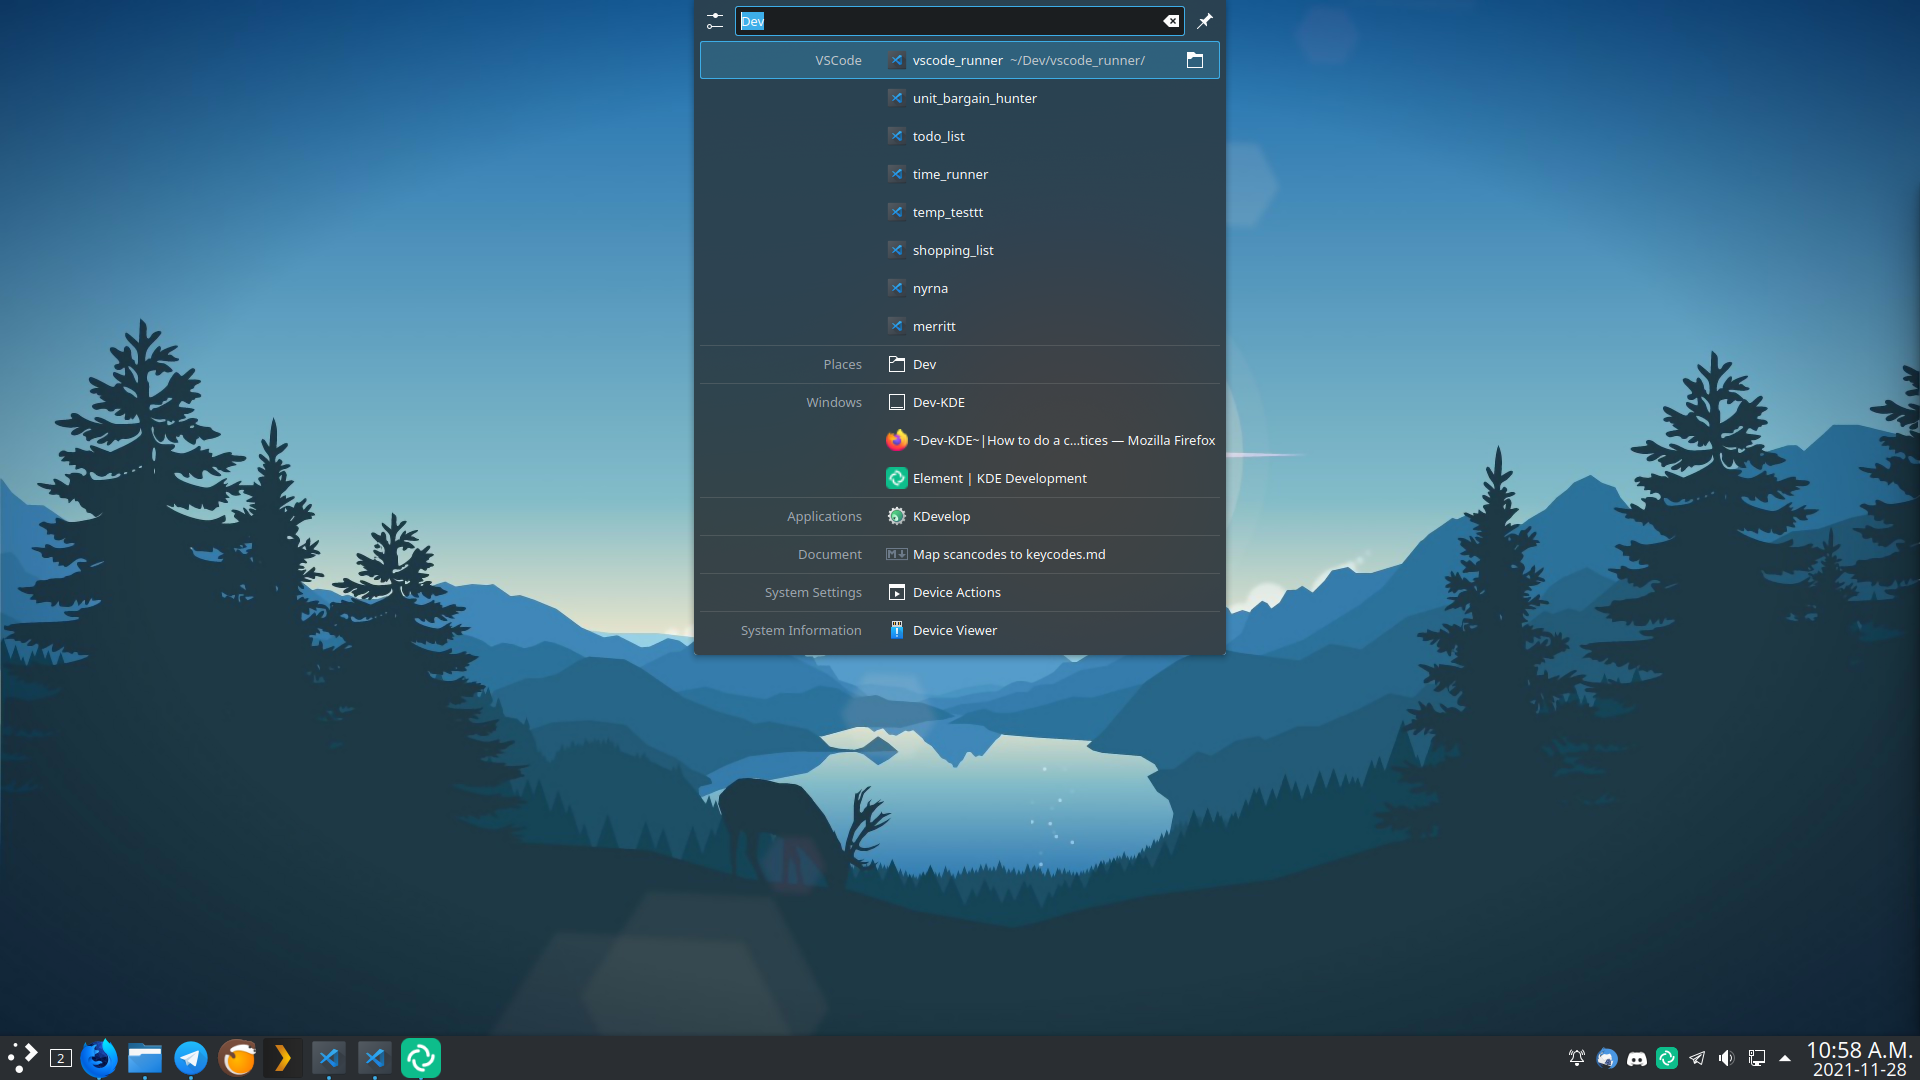 Dev
VSCode vscode_runner ~/Dev/vscode_runner/
unit_bargain_hunter
todo_list
time_runner
temp_testtt
shopping_list
nyrna
merritt
Places Dev
Windows Dev-KDE
~Dev-KDE~|How to do a c...tices — Mozilla Firefox
Element | KDE Development
Applications KDevelop
Document Map scancodes to keycodes.md
System Settings Device Actions
System Information Device Viewer
2
10:58 A.M.
2021-11-28